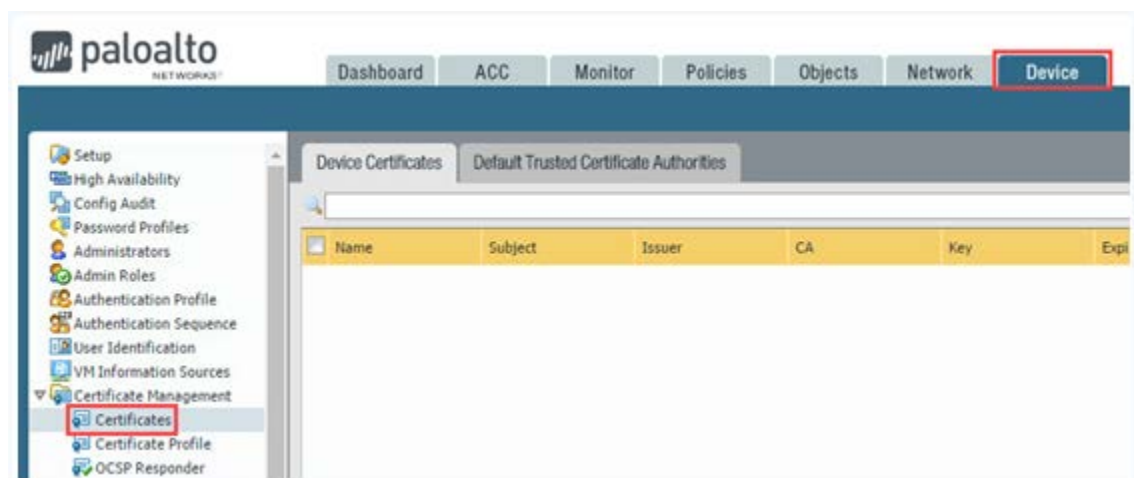 paloalto
NETWORKS®
Dashboard ACC Monitor Policies Objects Network Device
Setup
High Availability
Config Audit
Password Profiles
Administrators
Admin Roles
Authentication Profile
Authentication Sequence
User Identification
VM Information Sources
Certificate Management
Certificates
Certificate Profile
OCSP Responder
Device Certificates Default Trusted Certificate Authorities
Name Subject Issuer CA Key Expi